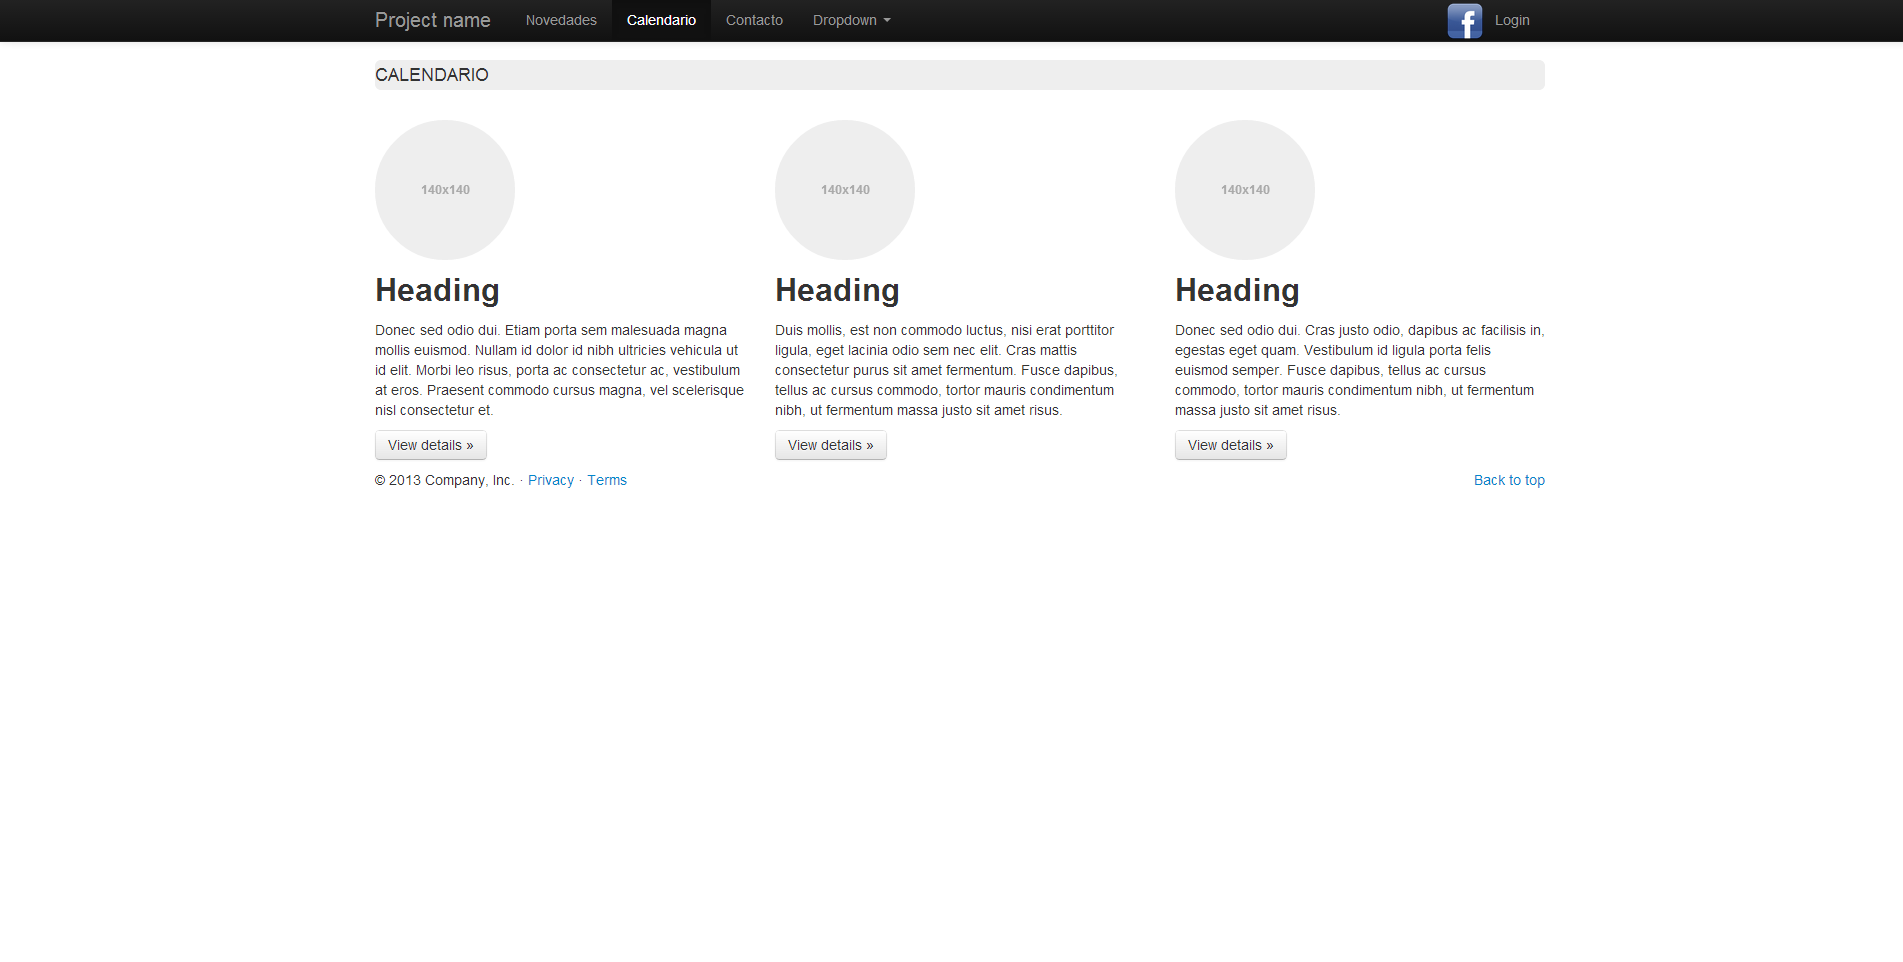 Project name Novedades Calendario Contacto Dropdown f Login
CALENDARIO
140x140 140x140 140x140
Heading
Donec sed odio dui. Etiam porta sem malesuada magna
mollis euismod. Nullam id dolor id nibh ultricies vehicula ut
id elit. Morbi leo risus, porta ac consectetur ac, vestibulum
at eros. Praesent commodo cursus magna, vel scelerisque
nisl consectetur et.
View details »
Heading
Duis mollis, est non commodo luctus, nisi erat porttitor
ligula, eget lacinia odio sem nec elit. Cras mattis
consectetur purus sit amet fermentum. Fusce dapibus,
tellus ac cursus commodo, tortor mauris condimentum
nibh, ut fermentum massa justo sit amet risus.
View details »
Heading
Donec sed odio dui. Cras justo odio, dapibus ac facilisis in,
egestas eget quam. Vestibulum id ligula porta felis
euismod semper. Fusce dapibus, tellus ac cursus
commodo, tortor mauris condimentum nibh, ut fermentum
massa justo sit amet risus.
View details »
© 2013 Company, Inc. · Privacy · Terms Back to top